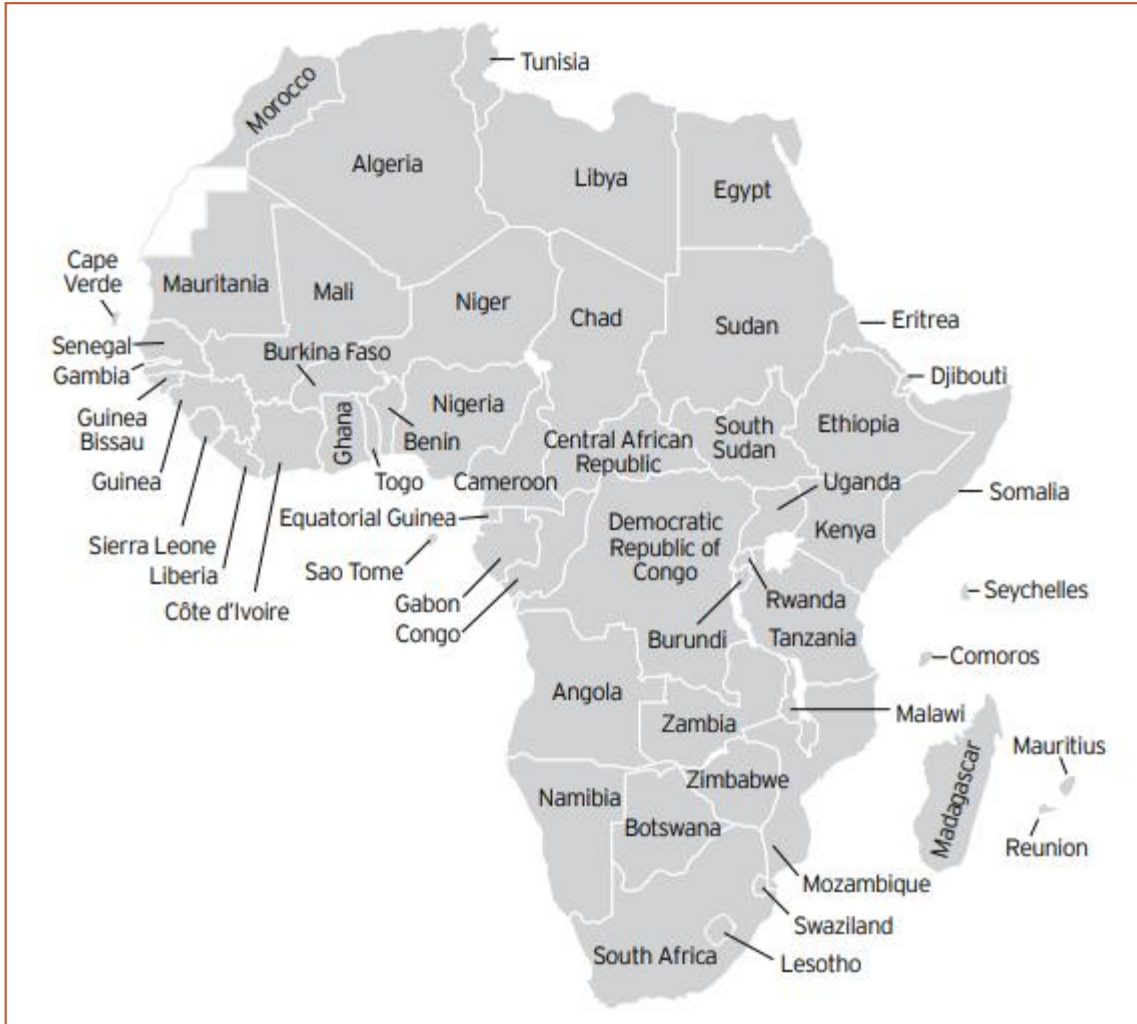 Tunisia
Morocco
Algeria
Libya
Egypt
Cape
Verde
Mauritania
Mali
Niger
Chad
Sudan
Eritrea
Senegal
Burkina Faso
Gambia
Djibouti
Guinea
Bissau
Ghana
Nigeria
Benin
South
Sudan
Ethiopia
Central African
Republic
Guinea
Togo
Cameroon
Uganda
Somalia
Equatorial Guinea
Democratic
Republic of
Congo
Kenya
Sierra Leone
Liberia
Sao Tome
Côte d'Ivoire
Gabon
Congo
Rwanda
Seychelles
Burundi
Tanzania
Comoros
Angola
Zambia
Malawi
Madagascar
Mauritius
Zimbabwe
Namibia
Botswana
Reunion
Mozambique
Swaziland
South Africa
Lesotho